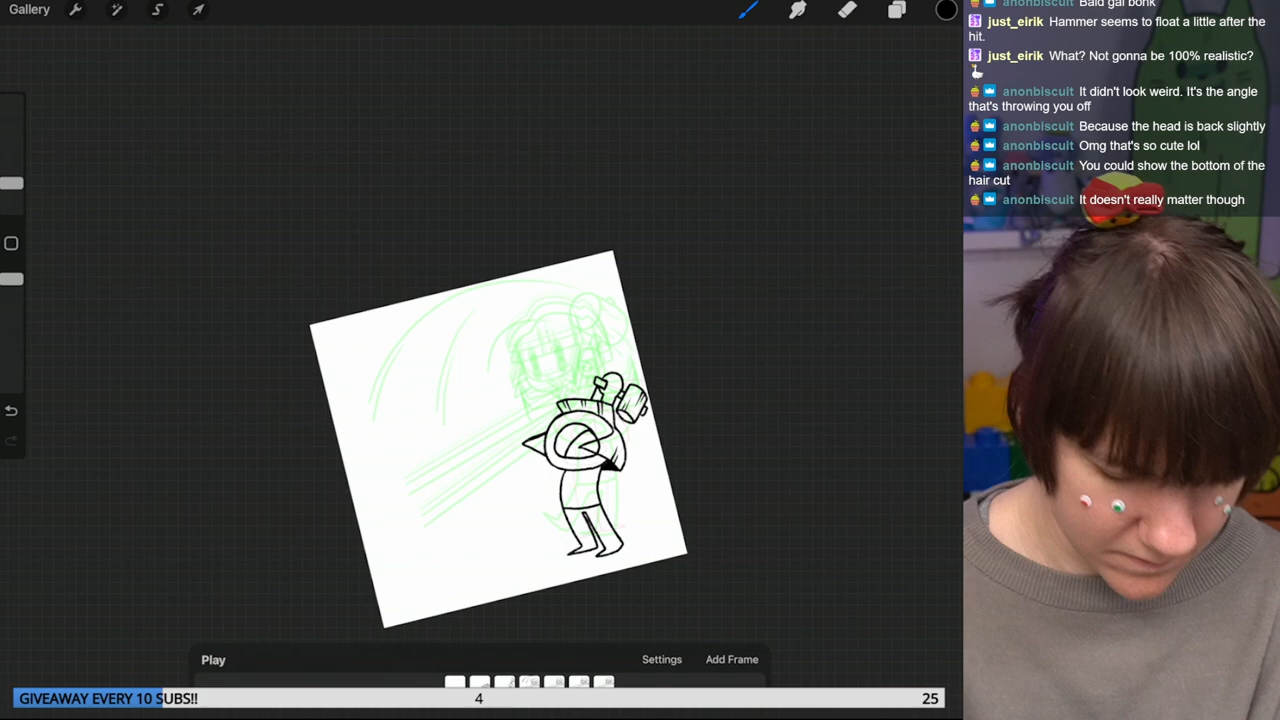 Gallery
Bald gal bonk
just_eirik Hammer seems to float a little after the
hit.
just_eirik What? Not gonna be 100% realistic?
anonbiscuit It didn't look weird. It's the angle
that's throwing you off
anonbiscuit Because the head is back slightly
anonbiscuit Omg that's so cute lol
anonbiscuit You could show the bottom of the
hair cut
anonbiscuit It doesn't really matter though
Play
Settings
Add Frame
GIVEAWAY EVERY 10 SUBS!!
4
25